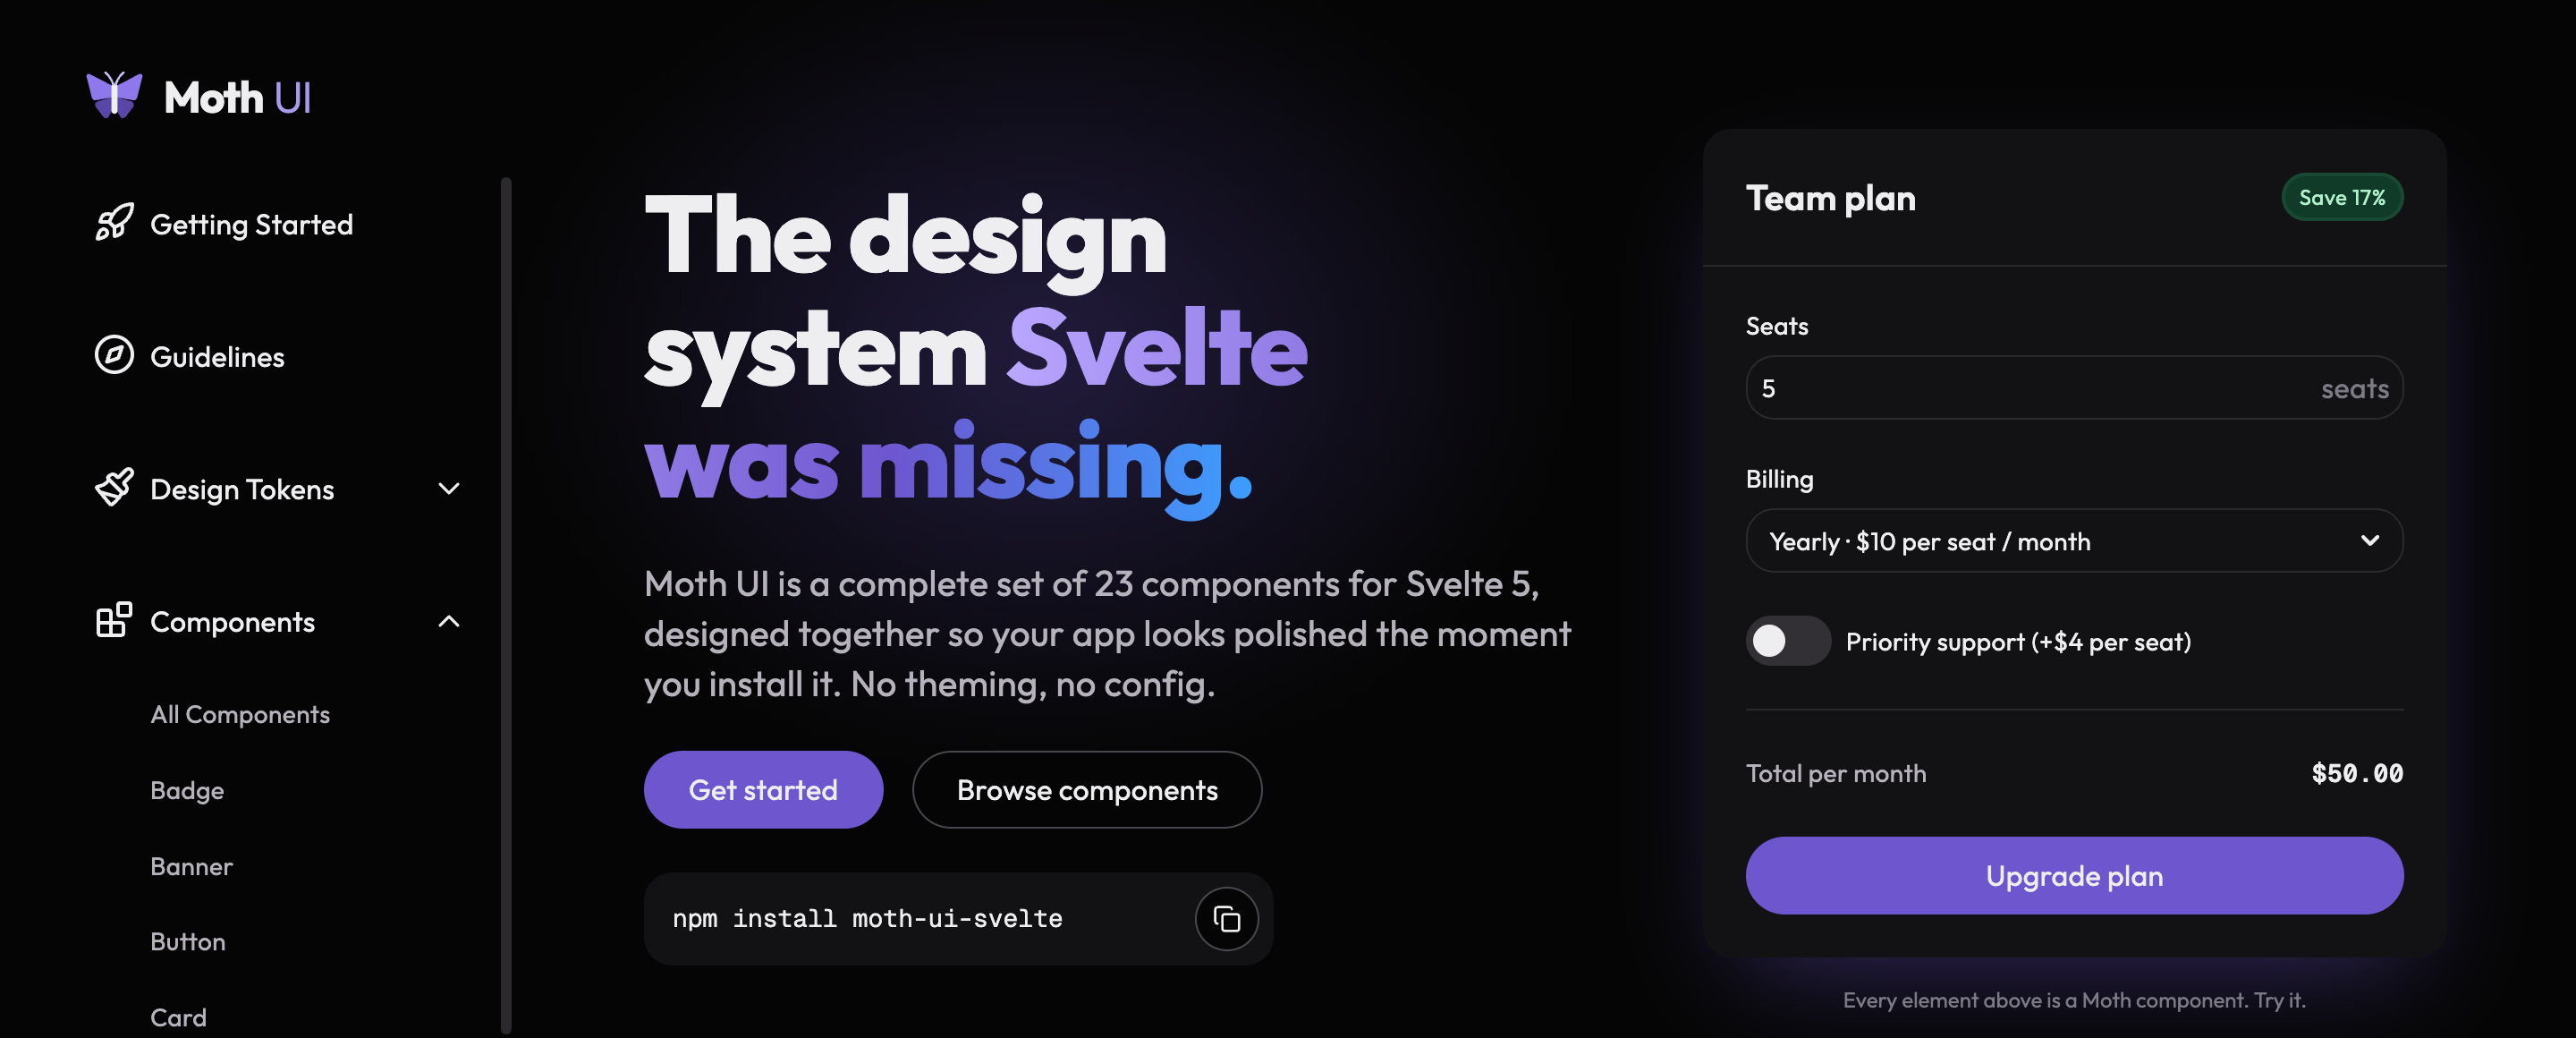 Moth UI
Getting Started
Guidelines
Design Tokens
Components
All Components
Badge
Banner
Button
Card
The design
system Svelte
was missing.
Moth UI is a complete set of 23 components for Svelte 5,
designed together so your app looks polished the moment
you install it. No theming, no config.
Get started
Browse components
npm install moth-ui-svelte
Team plan
Save 17%
Seats
5
seats
Billing
Yearly · $10 per seat / month
Priority support (+$4 per seat)
Total per month
$50.00
Upgrade plan
Every element above is a Moth component. Try it.